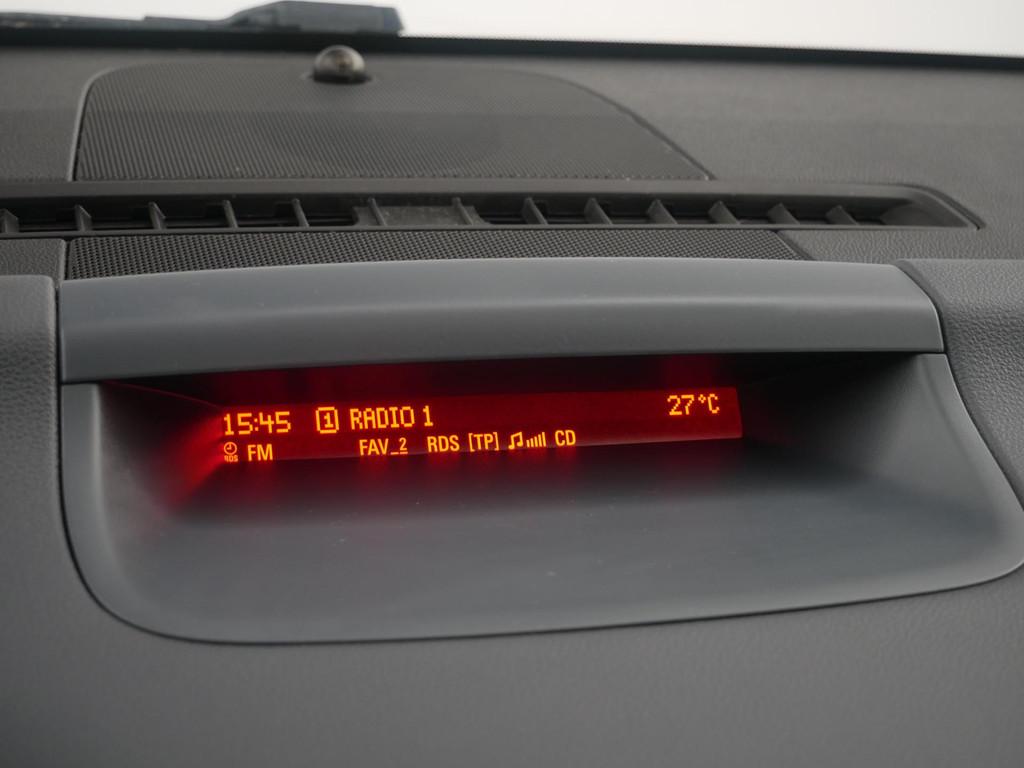 15:45 1 RADIO 1 27°C
RDS FM FAV_2 RDS [TP] CD